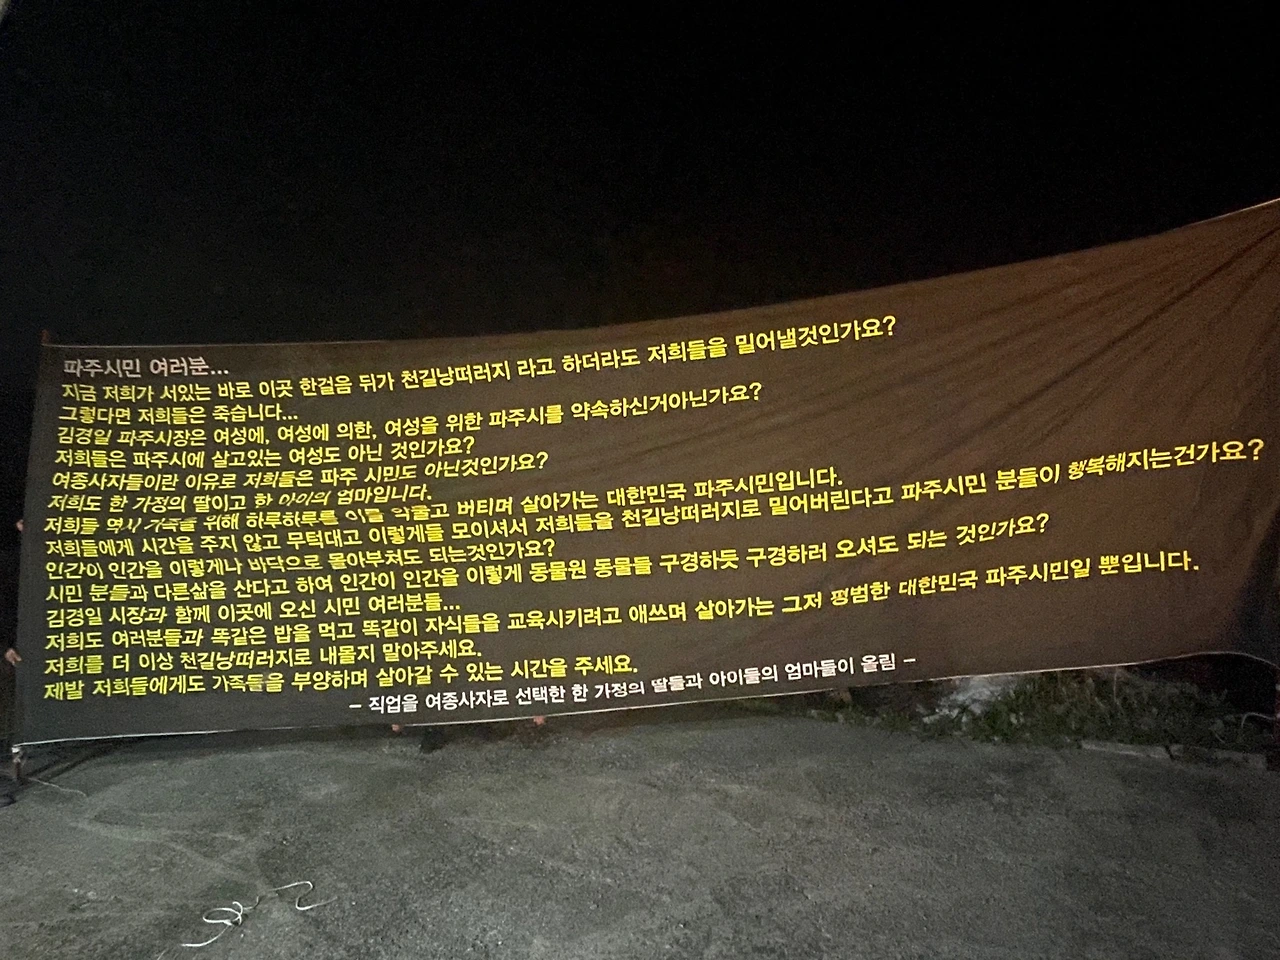 파주시민 여러분...
지금 저희가 서있는 바로 이곳 한걸음 뒤가 천길낭떠러지 라고 하더라도 저희들을 밀어낼것인가요?
그렇다면 저희들은 죽습니다...
김경일 파주시장은 여성에, 여성에 의한, 여성을 위한 파주시를 약속하신거아닌가요?
저희들은 파주시에 살고있는 여성도 아닌 것인가요?
여종사자들이란 이유로 저희들은 파주 시민도 아닌것인가요?
저희도 한 가정의 딸이고 한 아이의 엄마입니다.
저희들 역시 가족을 위해 하루하루를 이를 악물고 버티며 살아가는 대한민국 파주시민입니다.
저희들에게 시간을 주지 않고 무턱대고 이렇게들 모이셔서 저희들을 천길낭떠러지로 밀어버린다고 파주시민 분들이 행복해지는건가요?
인간이 인간을 이렇게나 바닥으로 몰아부쳐도 되는것인가요?
시민 분들과 다른삶을 산다고 하여 인간이 인간을 이렇게 동물원 동물들 구경하듯 구경하러 오셔도 되는 것인가요?
김경일 시장과 함께 이곳에 오신 시민 여러분들...
저희도 여러분들과 똑같은 밥을 먹고 똑같이 자식들을 교육시키려고 애쓰며 살아가는 그저 평범한 대한민국 파주시민일 뿐입니다.
저희를 더 이상 천길낭떠러지로 내몰지 말아주세요.
제발 저희들에게도 가족들을 부양하며 살아갈 수 있는 시간을 주세요.
– 직업을 여종사자로 선택한 한 가정의 딸들과 아이들의 엄마들이 올림 –